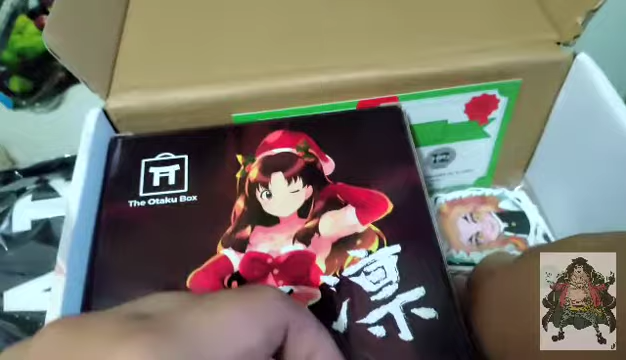 The Otaku Box
凛